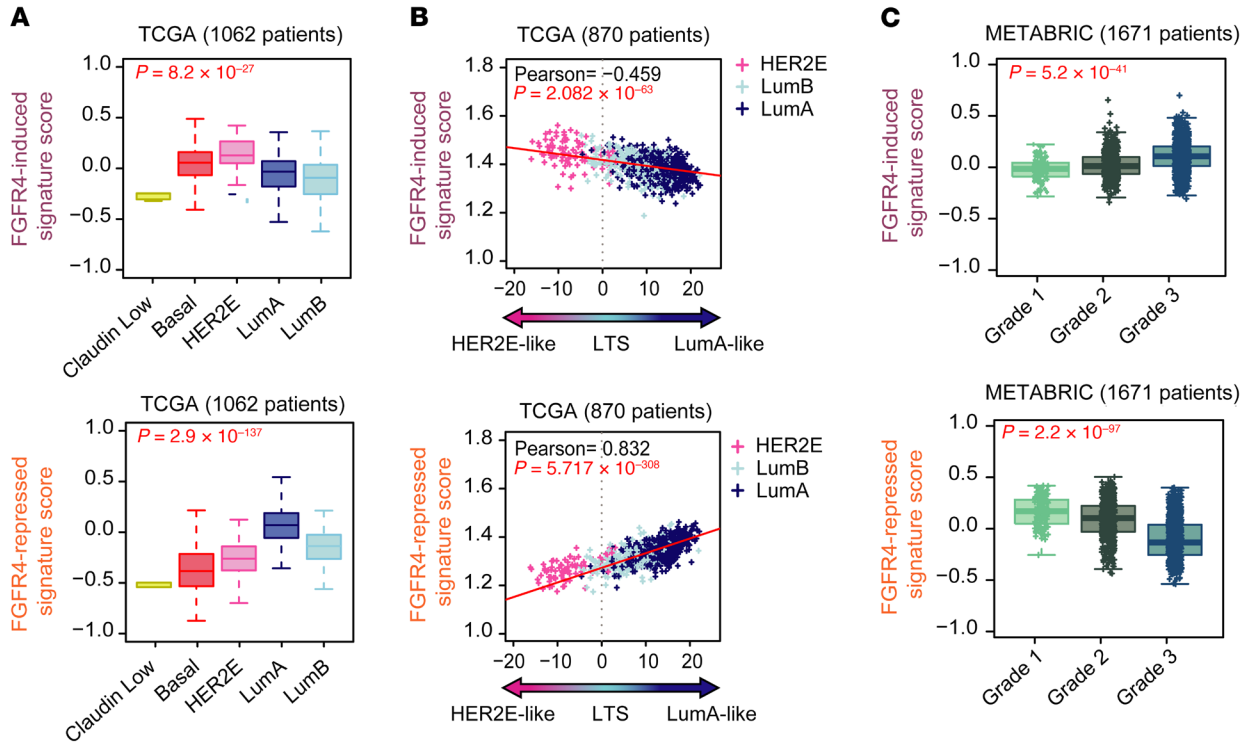 A
TCGA (1062 patients)
P = 8.2 × 10⁻²⁷
FGFR4-induced
signature score
1.0
0.5
0.0
−0.5
−1.0
Claudin Low
Basal
HER2E
LumA
LumB
B
TCGA (870 patients)
Pearson= −0.459
P = 2.082 × 10⁻⁶³
HER2E
LumB
LumA
FGFR4-induced
signature score
1.8
1.6
1.4
1.2
1.0
−20 −10 0 10 20
HER2E-like LTS LumA-like
C
METABRIC (1671 patients)
P = 5.2 × 10⁻⁴¹
FGFR4-induced
signature score
1.0
0.5
0.0
−0.5
−1.0
Grade 1
Grade 2
Grade 3
TCGA (1062 patients)
P = 2.9 × 10⁻¹³⁷
FGFR4-repressed
signature score
1.0
0.5
0.0
−0.5
−1.0
Claudin Low
Basal
HER2E
LumA
LumB
TCGA (870 patients)
Pearson= 0.832
P = 5.717 × 10⁻³⁰⁸
HER2E
LumB
LumA
FGFR4-repressed
signature score
1.8
1.6
1.4
1.2
1.0
−20 −10 0 10 20
HER2E-like LTS LumA-like
METABRIC (1671 patients)
P = 2.2 × 10⁻⁹⁷
FGFR4-repressed
signature score
1.0
0.5
0.0
−0.5
−1.0
Grade 1
Grade 2
Grade 3